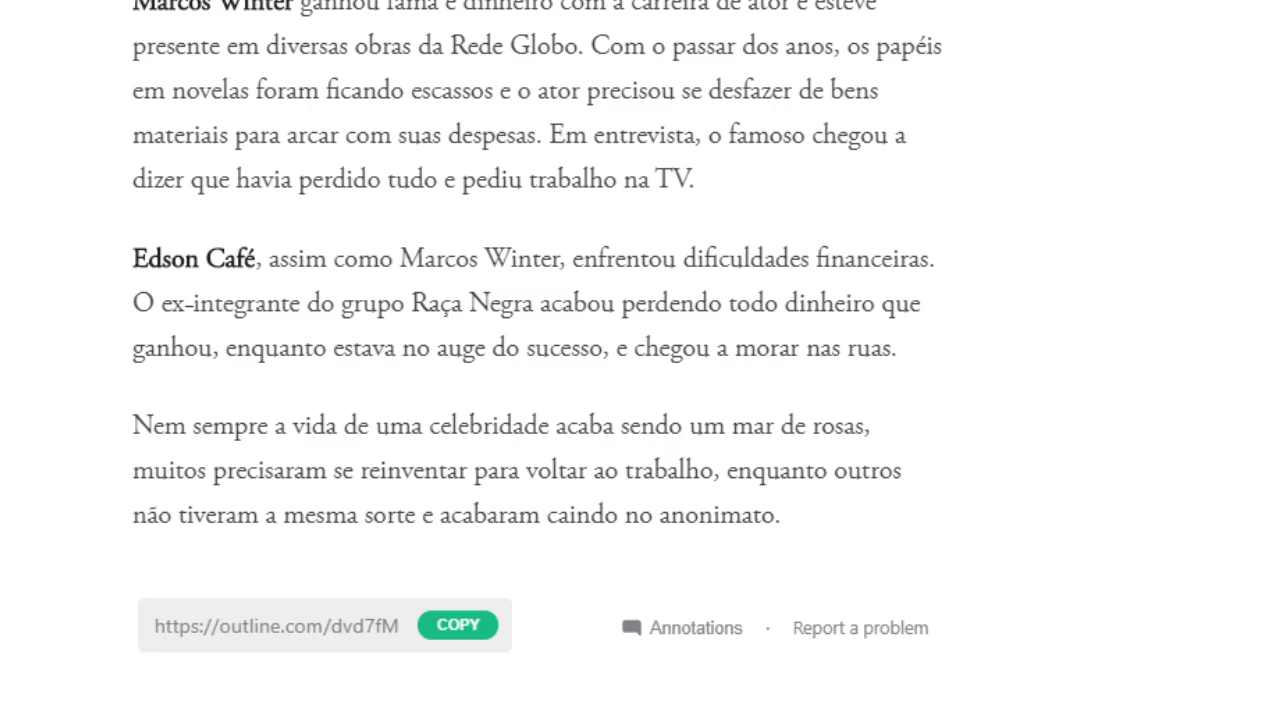 Marcos Winter ganhou fama e dinheiro com a carreira de ator e esteve
presente em diversas obras da Rede Globo. Com o passar dos anos, os papéis
em novelas foram ficando escassos e o ator precisou se desfazer de bens
materiais para arcar com suas despesas. Em entrevista, o famoso chegou a
dizer que havia perdido tudo e pediu trabalho na TV.
Edson Café, assim como Marcos Winter, enfrentou dificuldades financeiras.
O ex-integrante do grupo Raça Negra acabou perdendo todo dinheiro que
ganhou, enquanto estava no auge do sucesso, e chegou a morar nas ruas.
Nem sempre a vida de uma celebridade acaba sendo um mar de rosas,
muitos precisaram se reinventar para voltar ao trabalho, enquanto outros
não tiveram a mesma sorte e acabaram caindo no anonimato.
https://outline.com/dvd7fM COPY Annotations · Report a problem